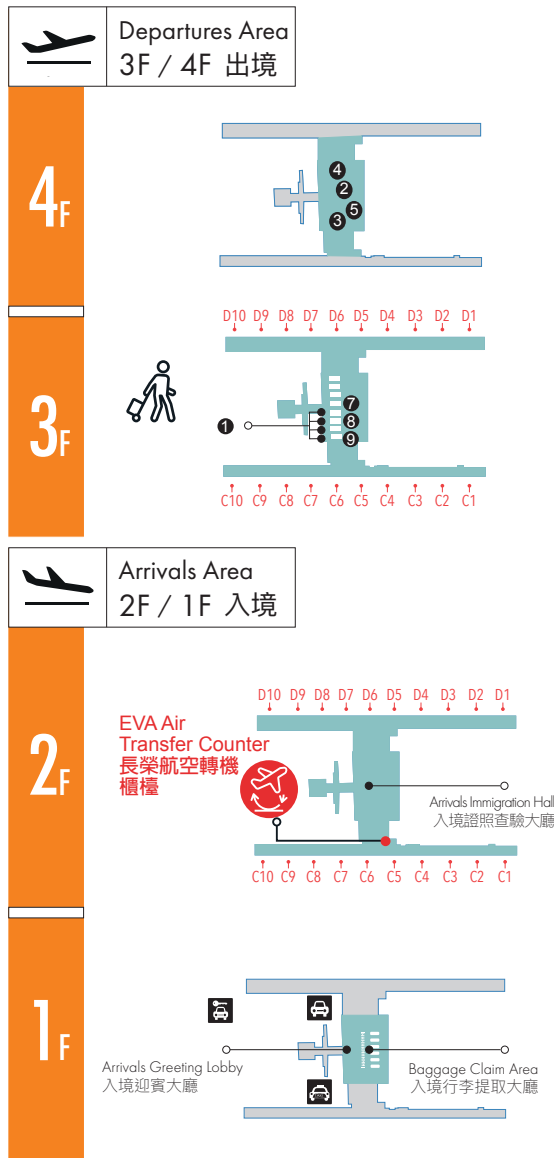 Departures Area
3F / 4F 出境
4F
4
2
5
3
D10 D9 D8 D7 D6 D5 D4 D3 D2 D1
3F
7
1
8
9
C10 C9 C8 C7 C6 C5 C4 C3 C2 C1
Arrivals Area
2F / 1F 入境
2F
D10 D9 D8 D7 D6 D5 D4 D3 D2 D1
EVA Air
Transfer Counter
長榮航空轉機
櫃檯
Arrivals Immigration Hall
入境證照查驗大廳
C10 C9 C8 C7 C6 C5 C4 C3 C2 C1
1F
Arrivals Greeting Lobby
入境迎賓大廳
Baggage Claim Area
入境行李提取大廳